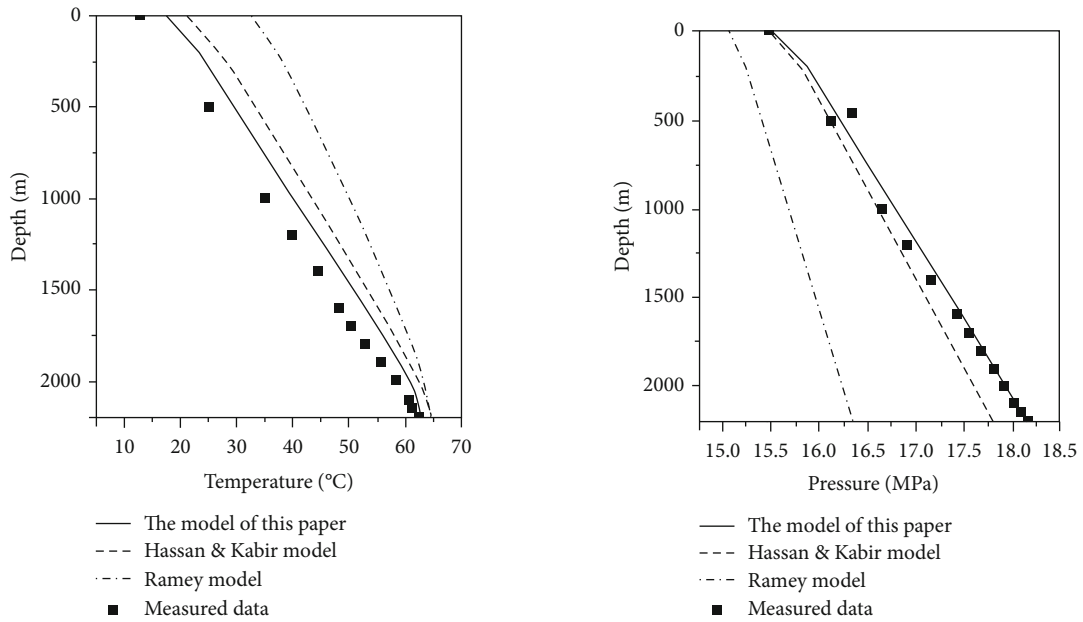 0
500
1000
1500
2000
Depth (m)
10 20 30 40 50 60 70
Temperature (°C)
The model of this paper
Hassan & Kabir model
Ramey model
Measured data
0
500
1000
1500
2000
Depth (m)
15.0 15.5 16.0 16.5 17.0 17.5 18.0 18.5
Pressure (MPa)
The model of this paper
Hassan & Kabir model
Ramey model
Measured data